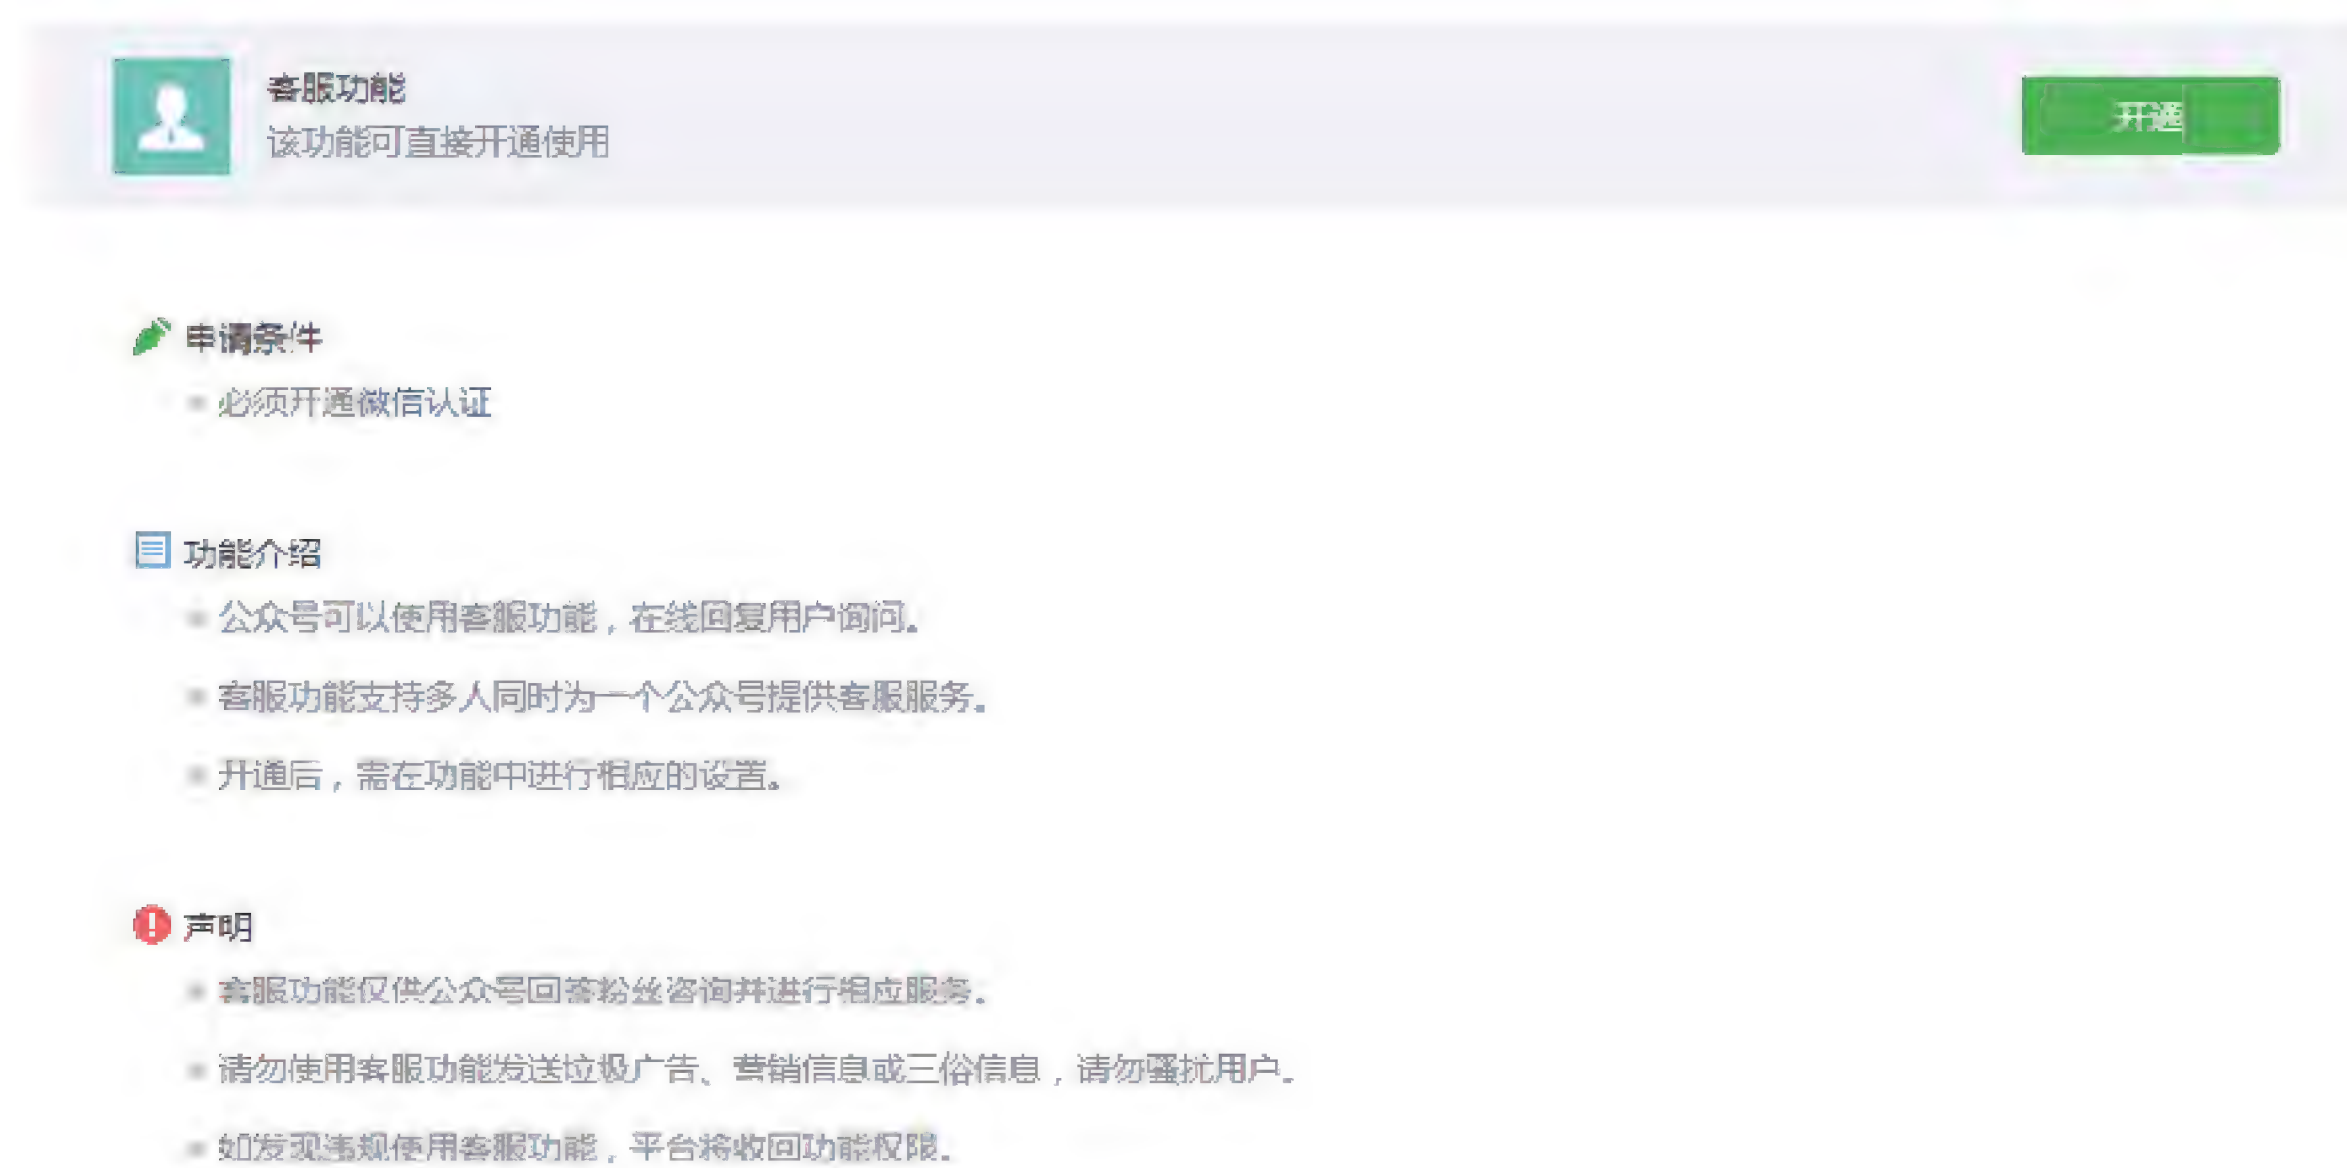 客服功能
该功能可直接开通使用
开通
申请条件
必须开通微信认证
功能介绍
公众号可以使用客服功能，在线回复用户询问。
客服功能支持多人同时为一个公众号提供客服服务。
开通后，需在功能中进行相应的设置。
声明
客服功能仅供公众号回答粉丝咨询并进行相应服务。
请勿使用客服功能发送垃圾广告、营销信息或三俗信息，请勿骚扰用户。
如发现违规使用客服功能，平台将收回功能权限。